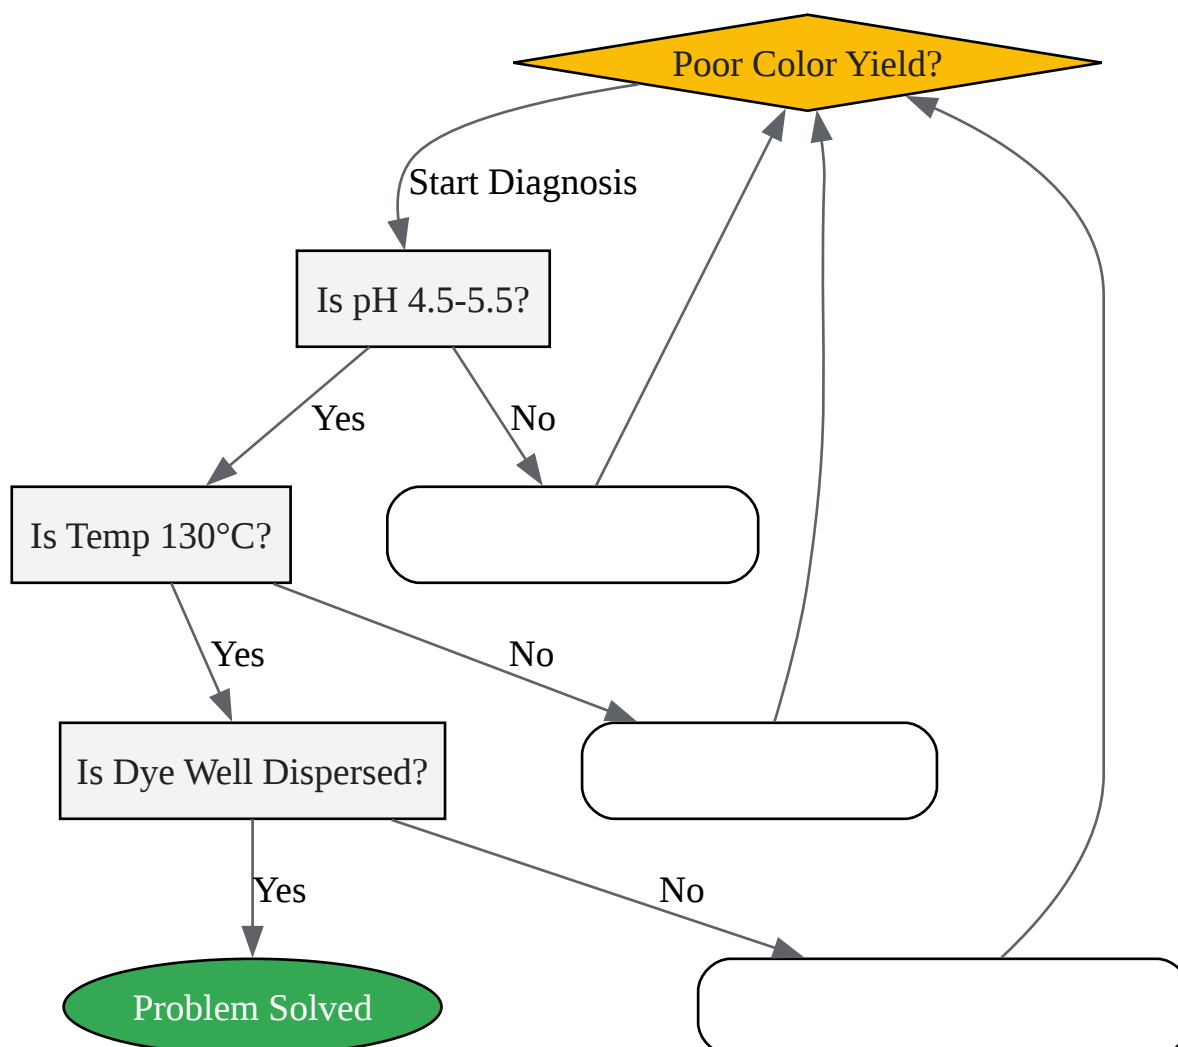 Poor Color Yield?
Start Diagnosis
Is pH 4.5-5.5?
Yes
No
Is Temp 130°C?
Yes
No
Is Dye Well Dispersed?
Yes
No
Problem Solved